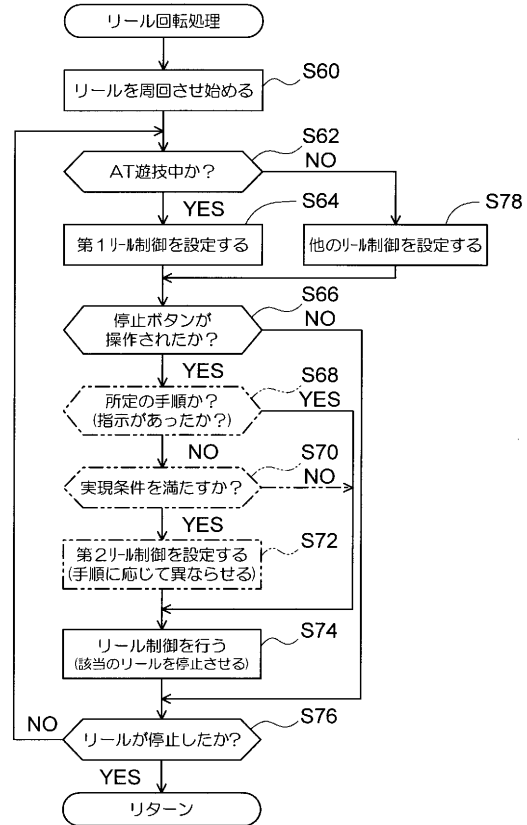 リール回転処理
S60
リールを周回させ始める
S62
AT遊技中か？
NO
YES
S64
S78
第1リール制御を設定する
他のリール制御を設定する
S66
停止ボタンが
操作されたか？
NO
YES
S68
所定の手順か？
(指示があったか？)
YES
NO
S70
実現条件を満たすか？
NO
YES
S72
第2リール制御を設定する
(手順に応じて異ならせる)
S74
リール制御を行う
(該当のリールを停止させる)
S76
NO
リールが停止したか？
YES
リターン